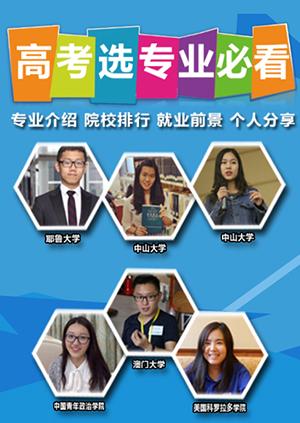 高考选专业必看
专业介绍 院校排行 就业前景 个人分享
耶鲁大学
中山大学
中山大学
中国青年政治学院
澳门大学
美国科罗拉多学院